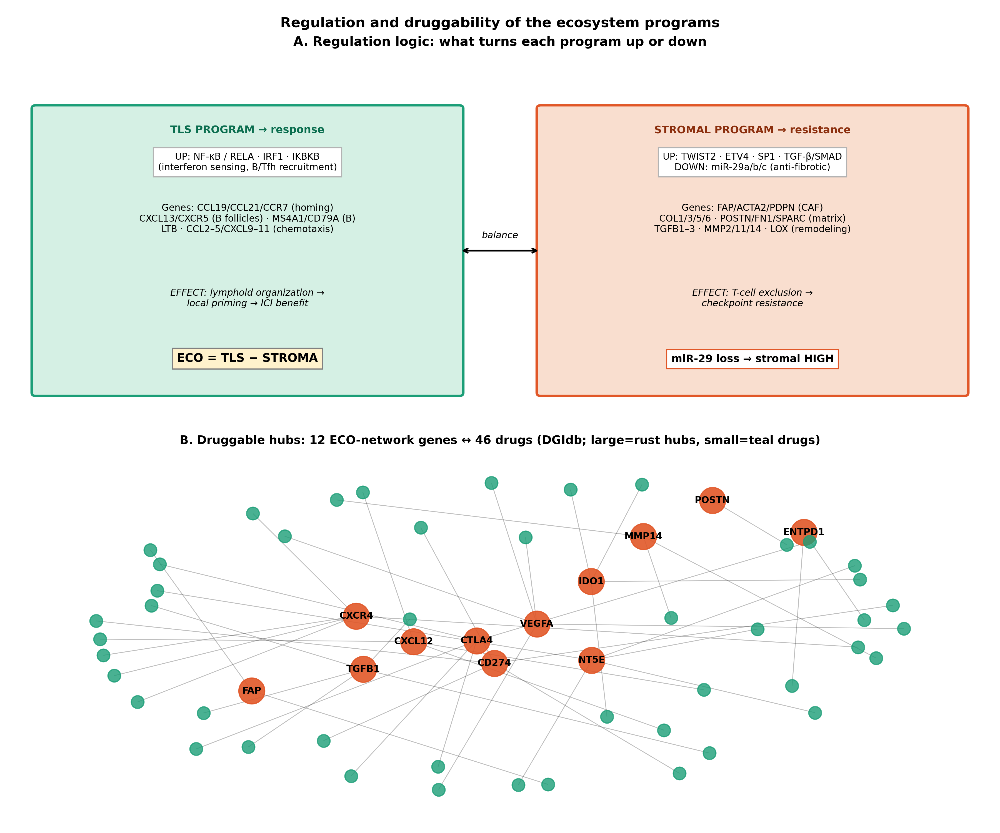 Regulation and druggability of the ecosystem programs
A. Regulation logic: what turns each program up or down
TLS PROGRAM → response
UP: NF-κB / RELA · IRF1 · IKBKB
(interferon sensing, B/Tfh recruitment)
Genes: CCL19/CCL21/CCR7 (homing)
CXCL13/CXCR5 (B follicles) · MS4A1/CD79A (B)
LTB · CCL2–5/CXCL9–11 (chemotaxis)
EFFECT: lymphoid organization →
local priming → ICI benefit
ECO = TLS − STROMA
balance
STROMAL PROGRAM → resistance
UP: TWIST2 · ETV4 · SP1 · TGF-β/SMAD
DOWN: miR-29a/b/c (anti-fibrotic)
Genes: FAP/ACTA2/PDPN (CAF)
COL1/3/5/6 · POSTN/FN1/SPARC (matrix)
TGFB1–3 · MMP2/11/14 · LOX (remodeling)
EFFECT: T-cell exclusion →
checkpoint resistance
miR-29 loss ⇒ stromal HIGH
B. Druggable hubs: 12 ECO-network genes ↔ 46 drugs (DGIdb; large=rust hubs, small=teal drugs)
POSTN
ENTPD1
MMP14
IDO1
CXCR4
VEGFA
CXCL12
CTLA4
CD274
NT5E
TGFB1
FAP